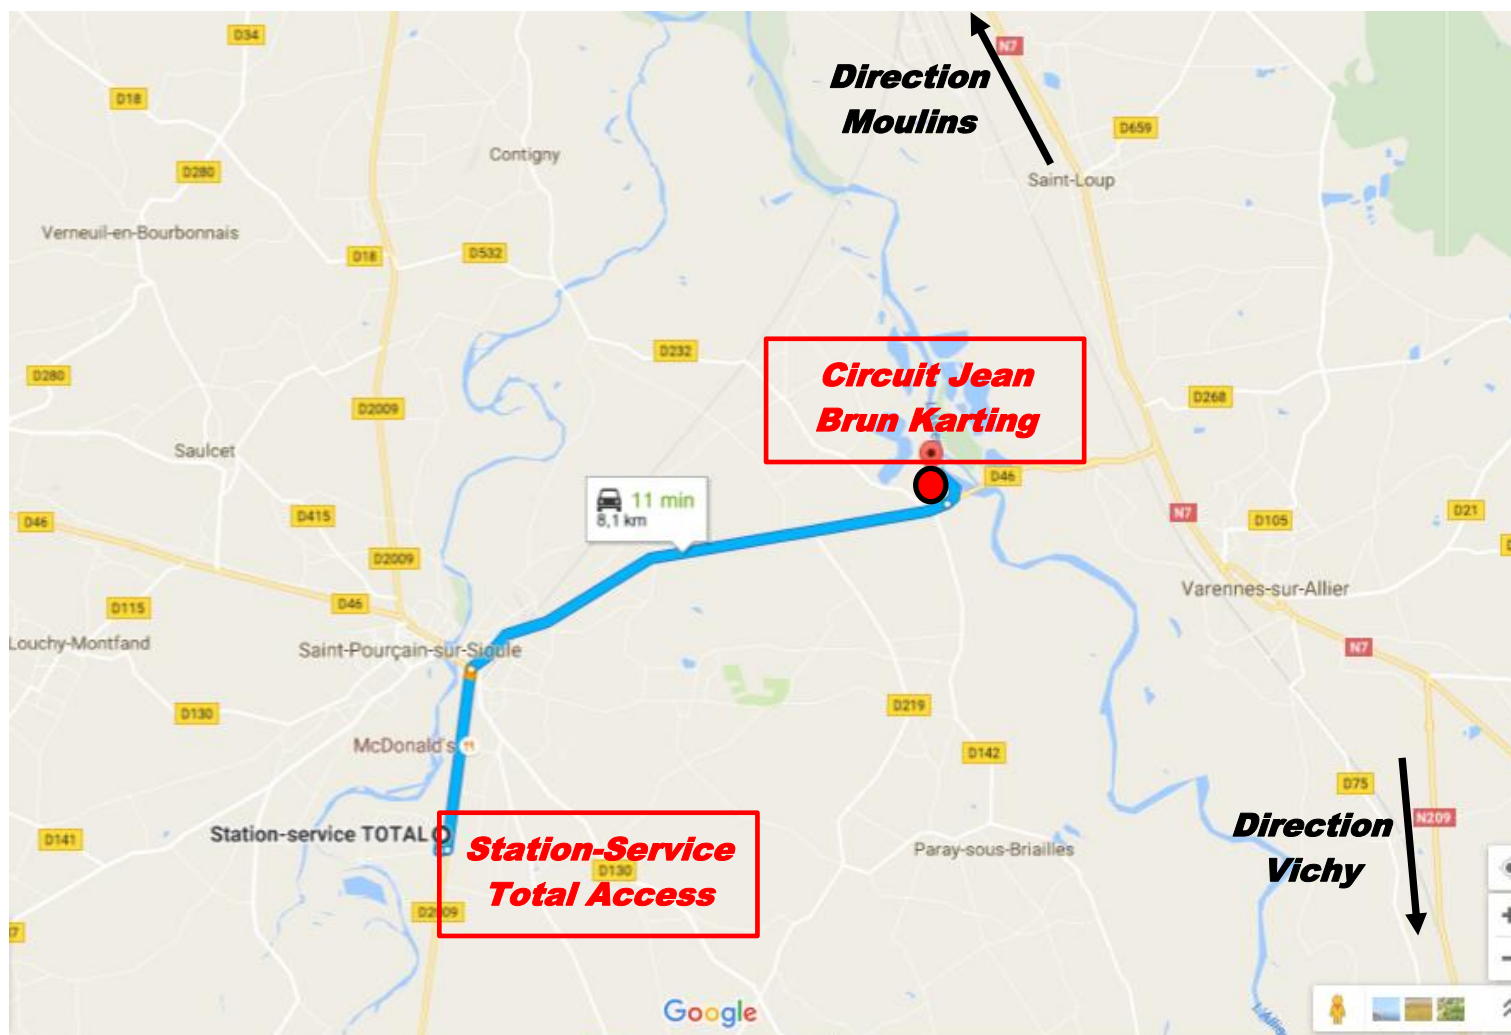 D34
N7
Direction
Moulins
D18
D659
Contigny
D280
Saint-Loup
Verneuil-en-Bourbonnais
D18
D532
D232
D280
Circuit Jean
Brun Karting
D268
D2009
Saulcet
D46
11 min
8,1 km
D46
D415
N7
D105
D21
D2009
Varennes-sur-Allier
D115
D46
Louchy-Montfand
Saint-Pourçain-sur-Sioule
N7
D130
D219
McDonald's
D142
D75
Station-service TOTAL
D141
Station-Service
Total Access
D130
D2009
Paray-sous-Briailles
Direction
Vichy
N209
Google